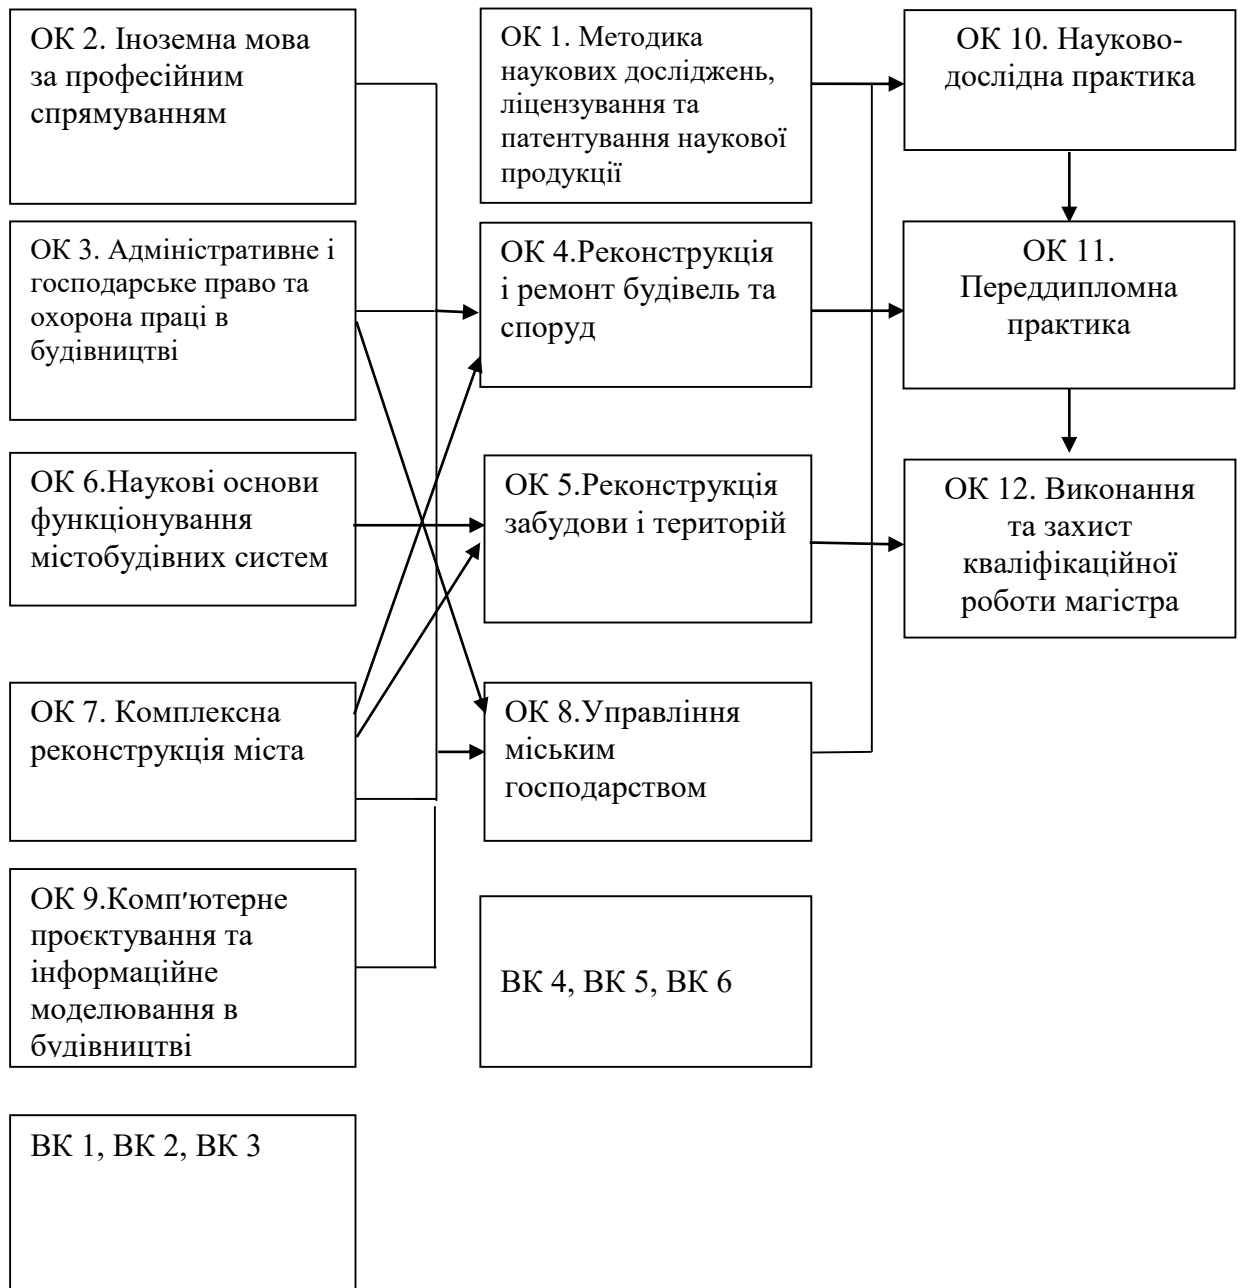 ОК 2. Іноземна мова
за професійним
спрямуванням
ОК 3. Адміністративне і
господарське право та
охорона праці в
будівництві
ОК 6.Наукові основи
функціонування
містобудівних систем
ОК 7. Комплексна
реконструкція міста
ОК 9.Комп'ютерне
проєктування та
інформаційне
моделювання в
будівництві
ВК 1, ВК 2, ВК 3
ОК 1. Методика
наукових досліджень,
ліцензування та
патентування наукової
продукції
ОК 4.Реконструкція
і ремонт будівель та
споруд
ОК 5.Реконструкція
забудови і територій
ОК 8.Управління
міським
господарством
ВК 4, ВК 5, ВК 6
ОК 10. Науково-
дослідна практика
ОК 11.
Переддипломна
практика
ОК 12. Виконання
та захист
кваліфікаційної
роботи магістра